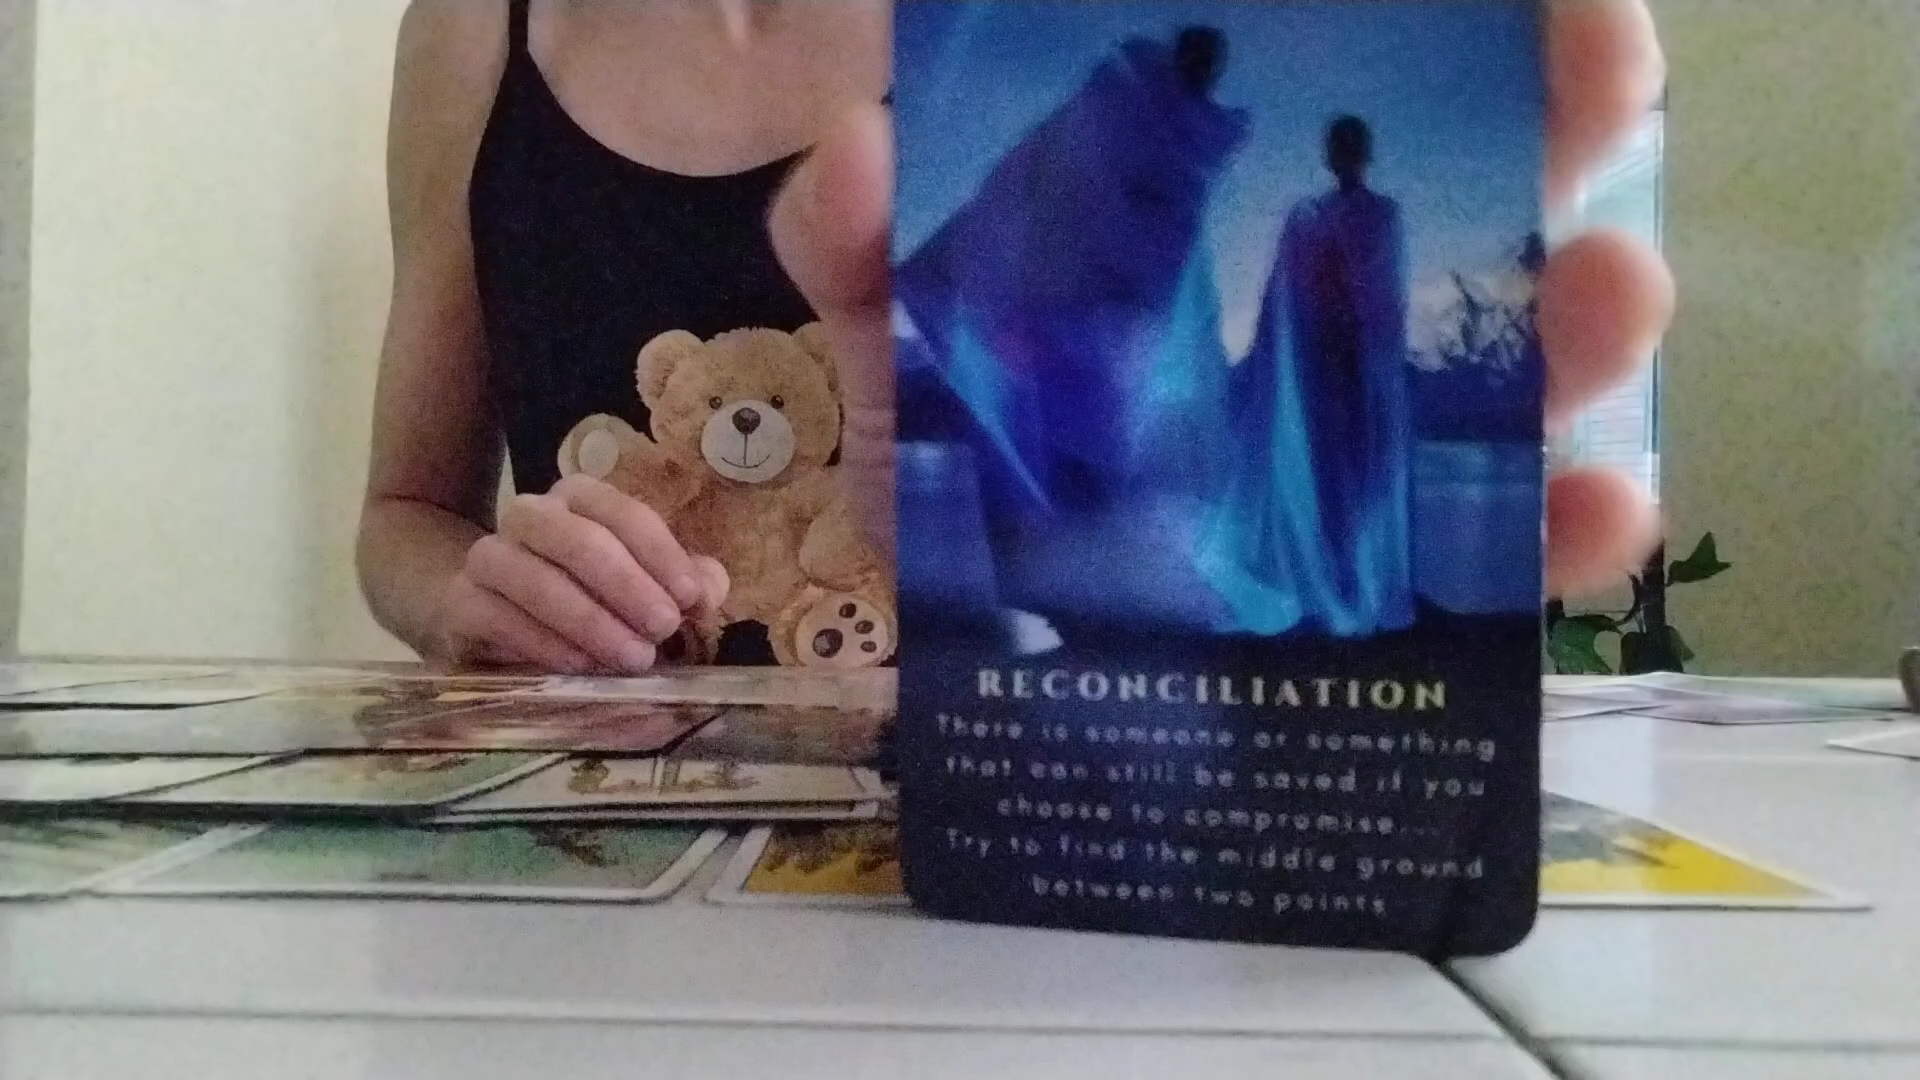 RECONCILIATION
There is someone or something
that can still be saved if you
choose to compromise...
Try to find the middle ground
between two points